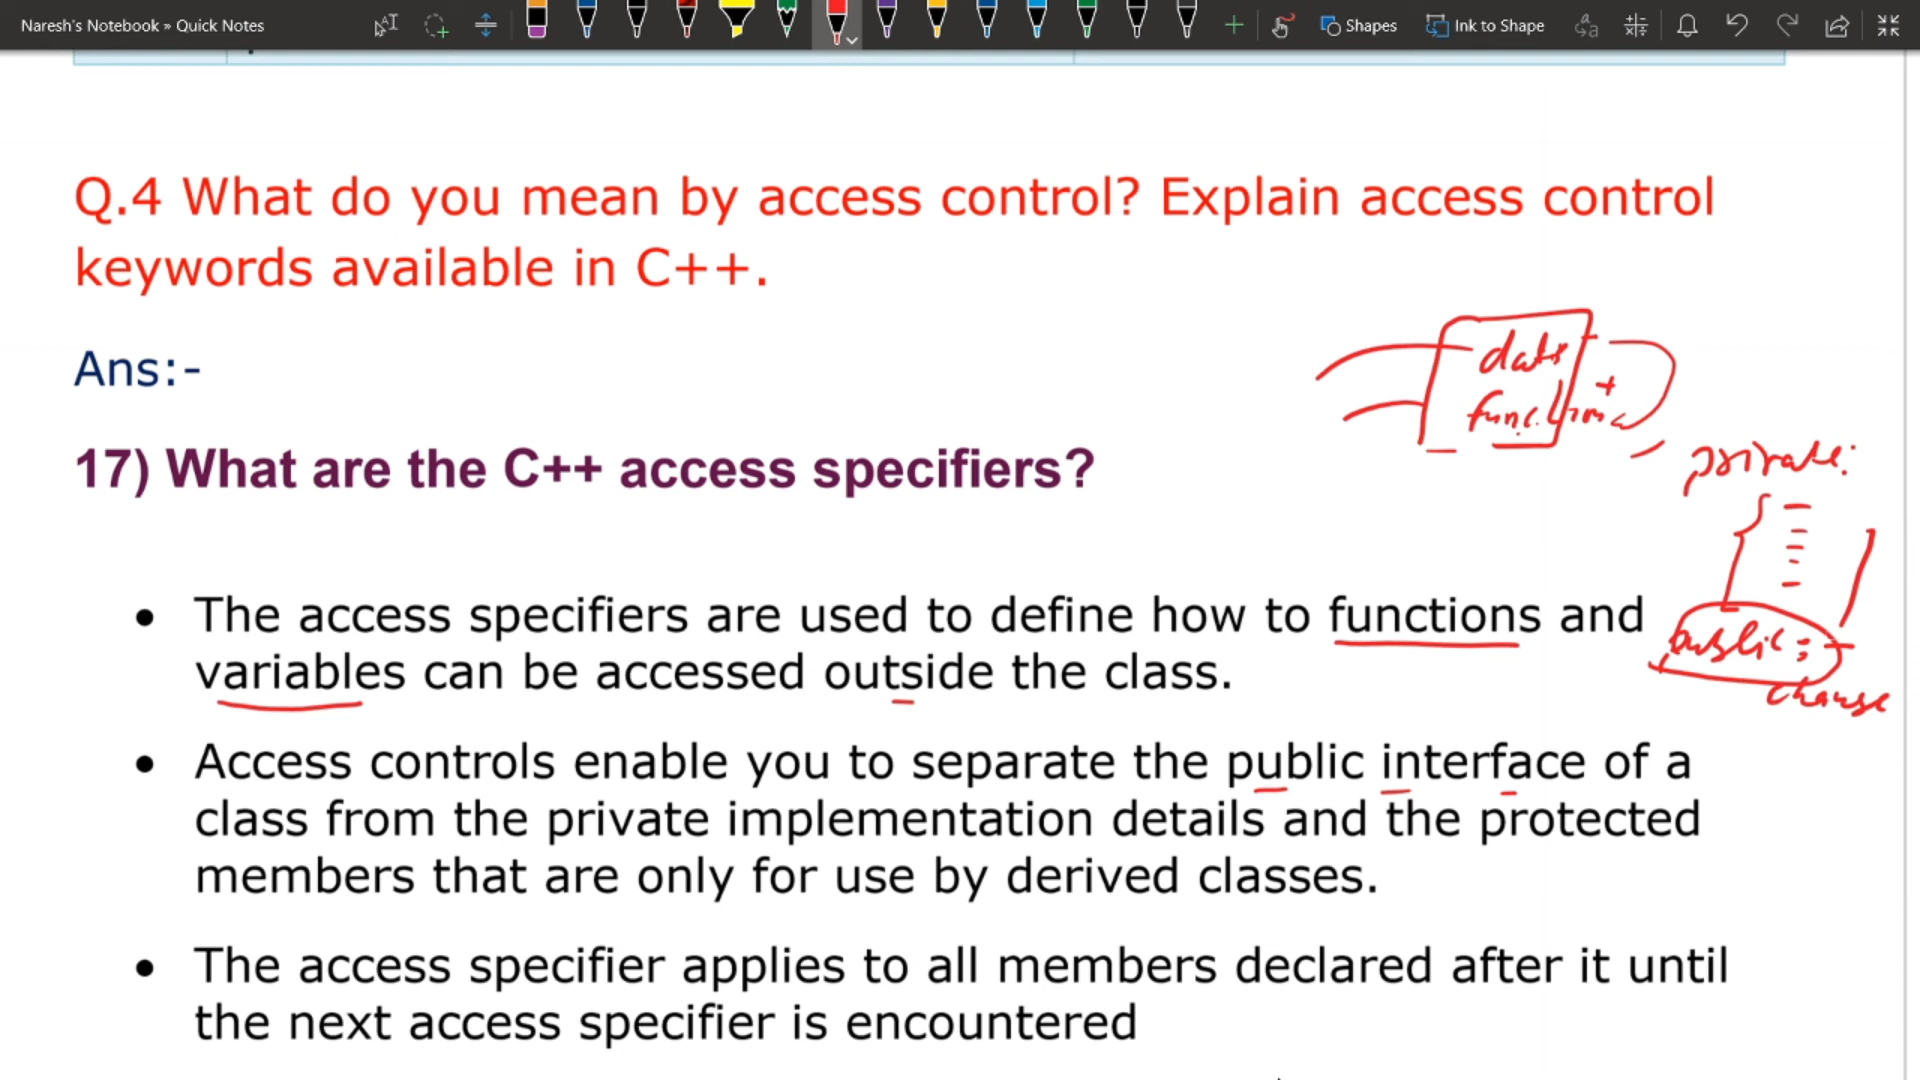 Naresh's Notebook » Quick Notes
Shapes
Ink to Shape
Q.4 What do you mean by access control? Explain access control
keywords available in C++.
Ans:-
data
+
functions
private:
17) What are the C++ access specifiers?
The access specifiers are used to define how to functions and
public:
variables can be accessed outside the class.
change
Access controls enable you to separate the public interface of a
class from the private implementation details and the protected
members that are only for use by derived classes.
The access specifier applies to all members declared after it until
the next access specifier is encountered